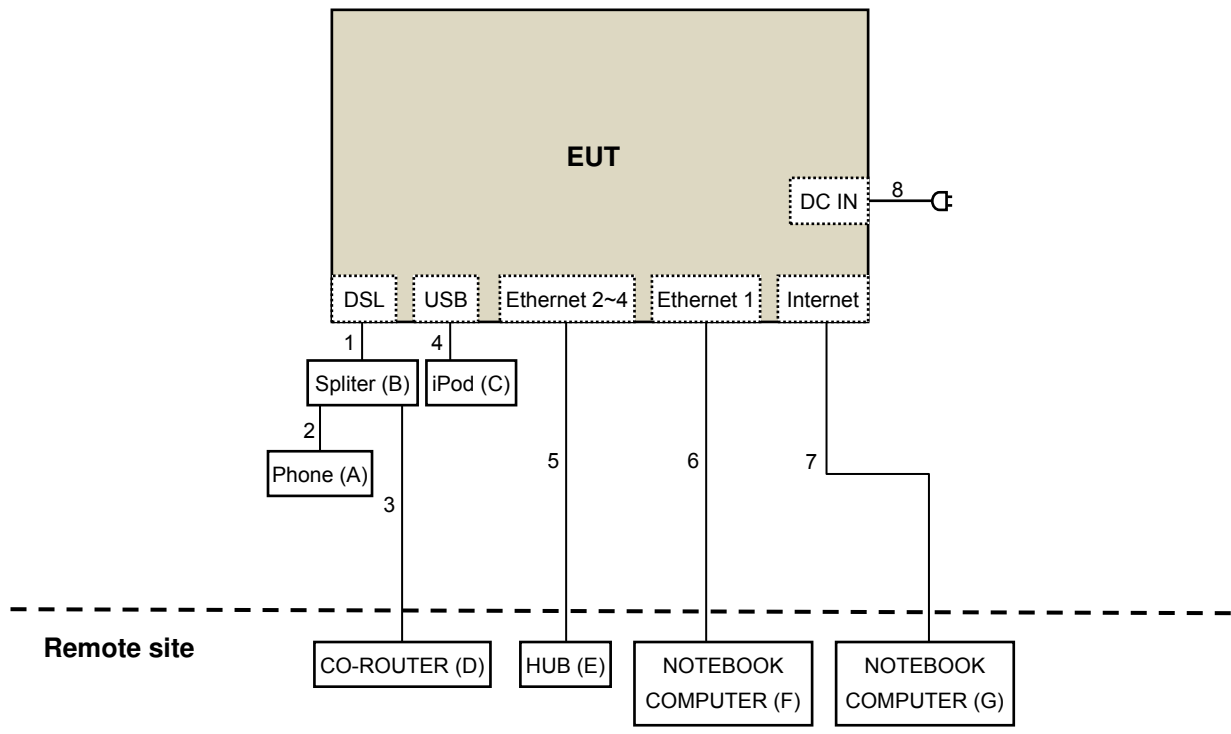 EUT
DC IN
8
DSL
USB
Ethernet 2~4
Ethernet 1
Internet
1
4
Spliter (B)
iPod (C)
2
Phone (A)
3
5
6
7
Remote site
CO-ROUTER (D)
HUB (E)
NOTEBOOK
COMPUTER (F)
NOTEBOOK
COMPUTER (G)